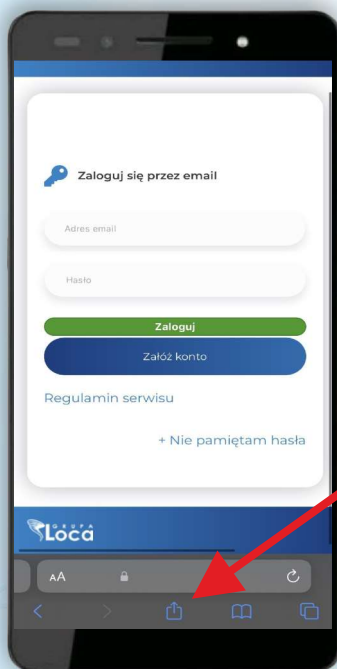 Zaloguj się przez email
Adres email
Hasło
Zaloguj
Załóż konto
Regulamin serwisu
+ Nie pamiętam hasła
GRUPA
Loca
AA